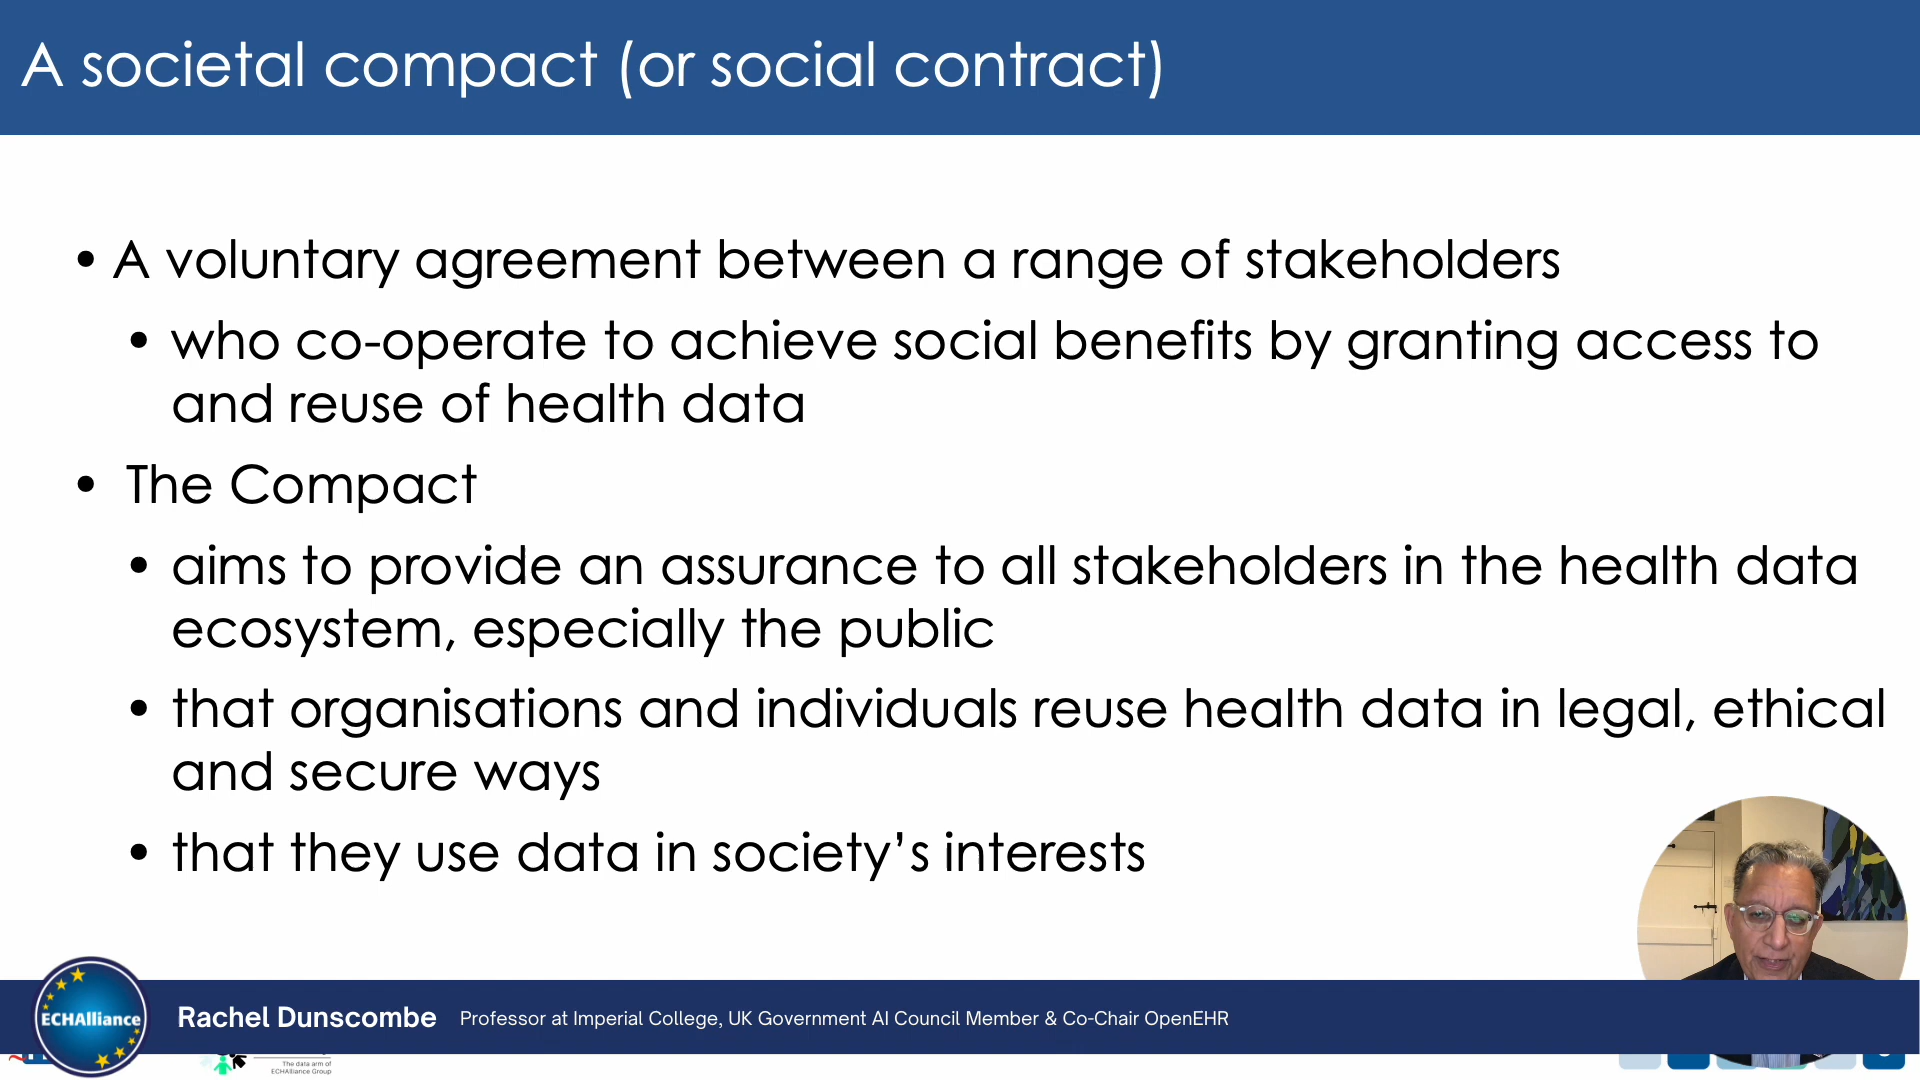 A societal compact (or social contract)
• A voluntary agreement between a range of stakeholders
• who co-operate to achieve social benefits by granting access to
and reuse of health data
• The Compact
• aims to provide an assurance to all stakeholders in the health data
ecosystem, especially the public
• that organisations and individuals reuse health data in legal, ethical
and secure ways
• that they use data in society’s interests
ECHAlliance
Rachel Dunscombe Professor at Imperial College, UK Government AI Council Member & Co-Chair OpenEHR
The data arm of
ECHAlliance Group